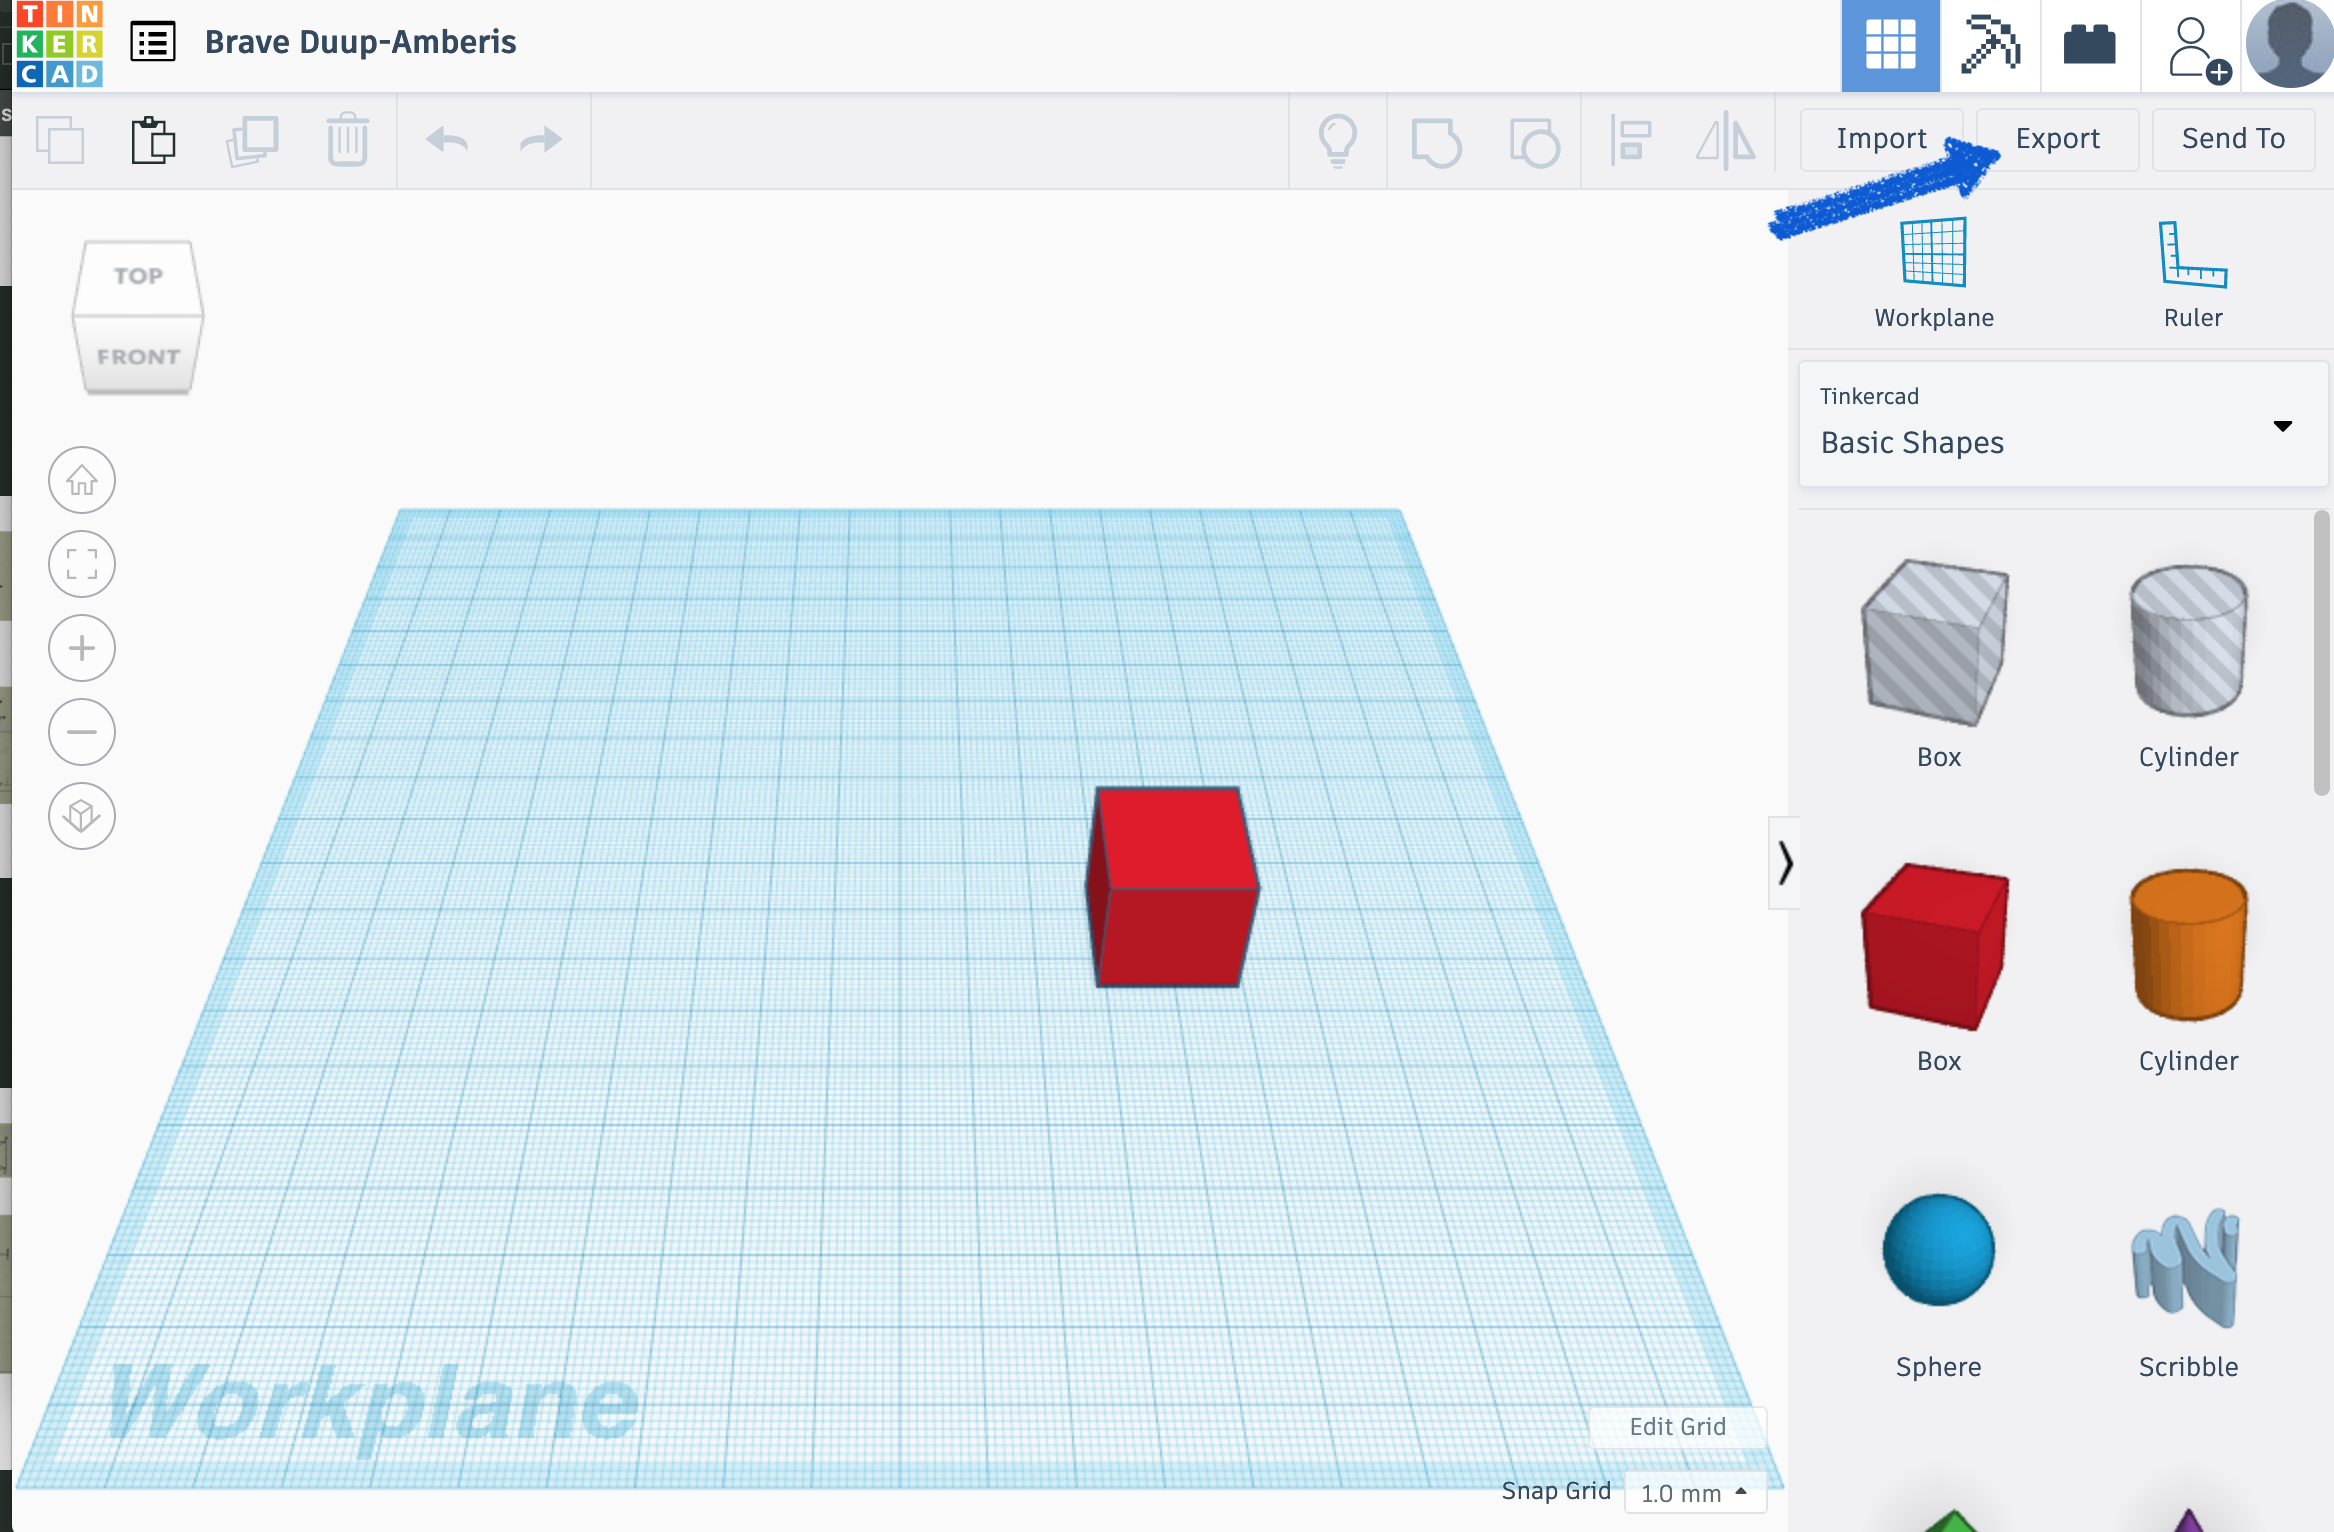 TIN
KER
CAD
Brave Duup-Amberis
Import
Export
Send To
TOP
FRONT
Workplane
Ruler
Tinkercad
Basic Shapes
Box
Cylinder
Box
Cylinder
Sphere
Scribble
Workplane
Edit Grid
Snap Grid
1.0 mm